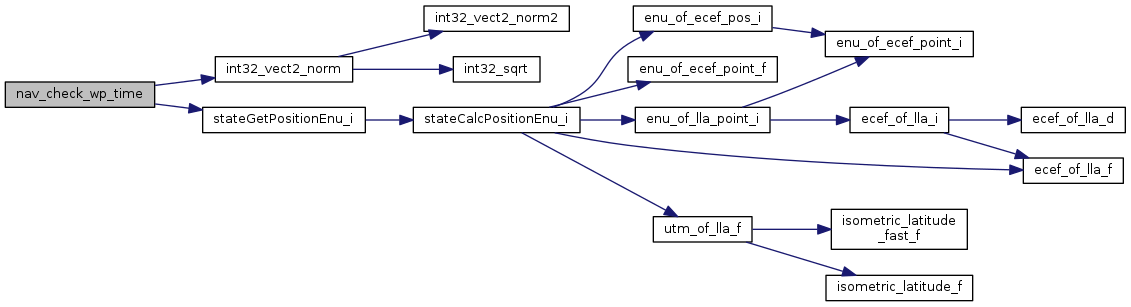 nav_check_wp_time
int32_vect2_norm
stateGetPositionEnu_i
int32_vect2_norm2
int32_sqrt
stateCalcPositionEnu_i
enu_of_ecef_pos_i
enu_of_ecef_point_f
enu_of_lla_point_i
utm_of_lla_f
enu_of_ecef_point_i
ecef_of_lla_i
isometric_latitude
_fast_f
isometric_latitude_f
ecef_of_lla_d
ecef_of_lla_f